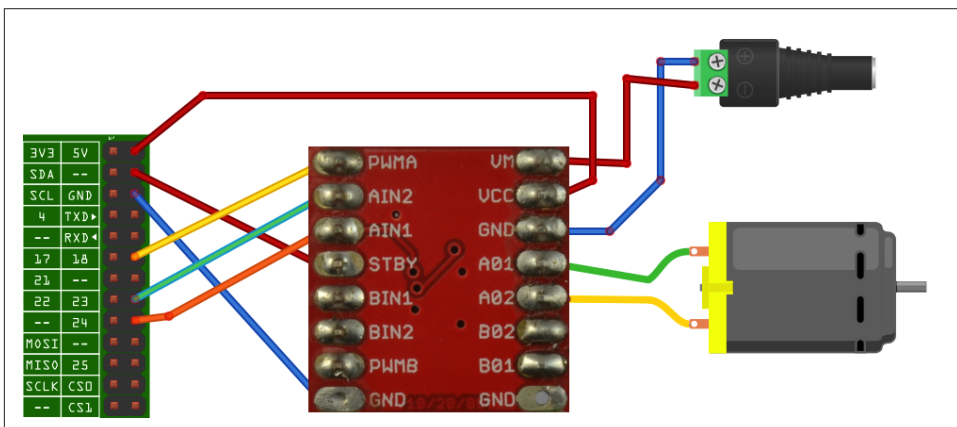 3V3 5V
SDA --
SCL GND
4 TXD▸
-- RXD◂
17 18
21 --
22 23
-- 24
MOSI --
MISO 25
SCLK CS0
-- CS1
PWMA VM
AIN2 VCC
AIN1 GND
STBY A01
BIN1 A02
BIN2 B02
PWMB B01
GND GND